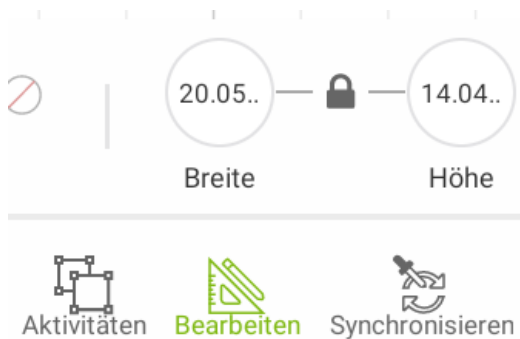 20.05.. 14.04..
Breite Höhe
Aktivitäten Bearbeiten Synchronisieren